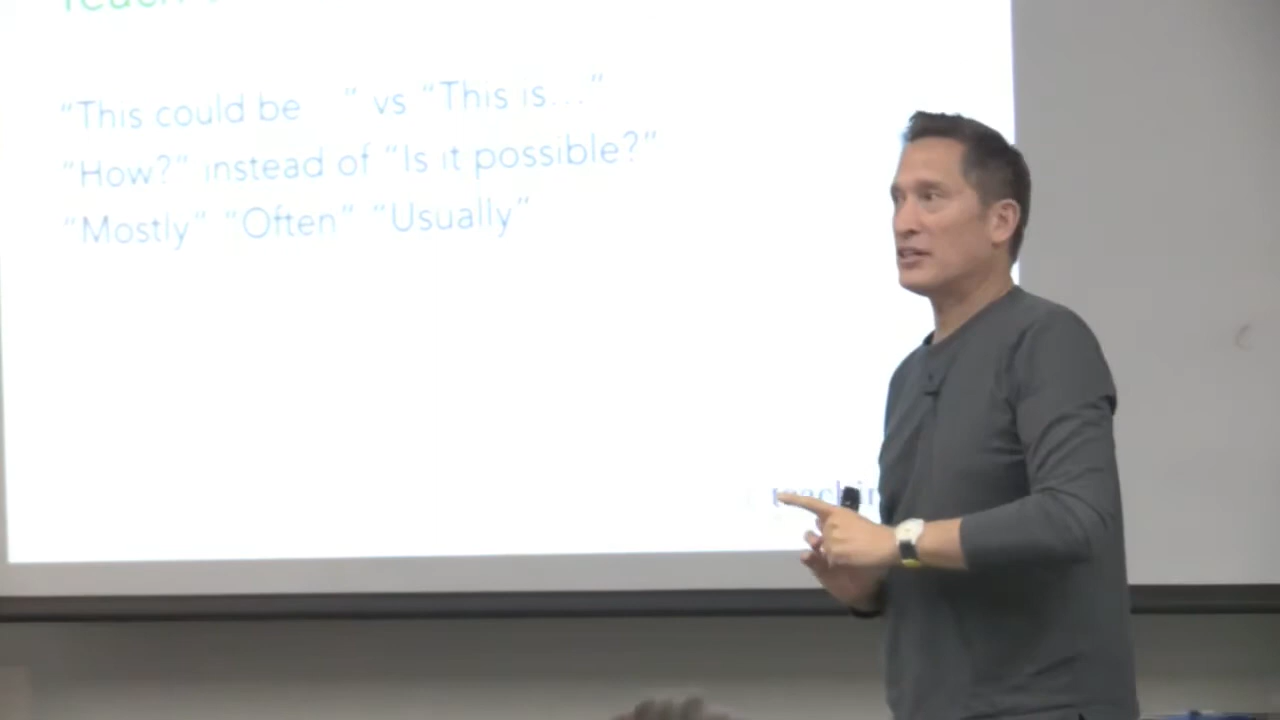 “This could be ” vs “This is...”
“How?” instead of “Is it possible?”
“Mostly” “Often” “Usually”